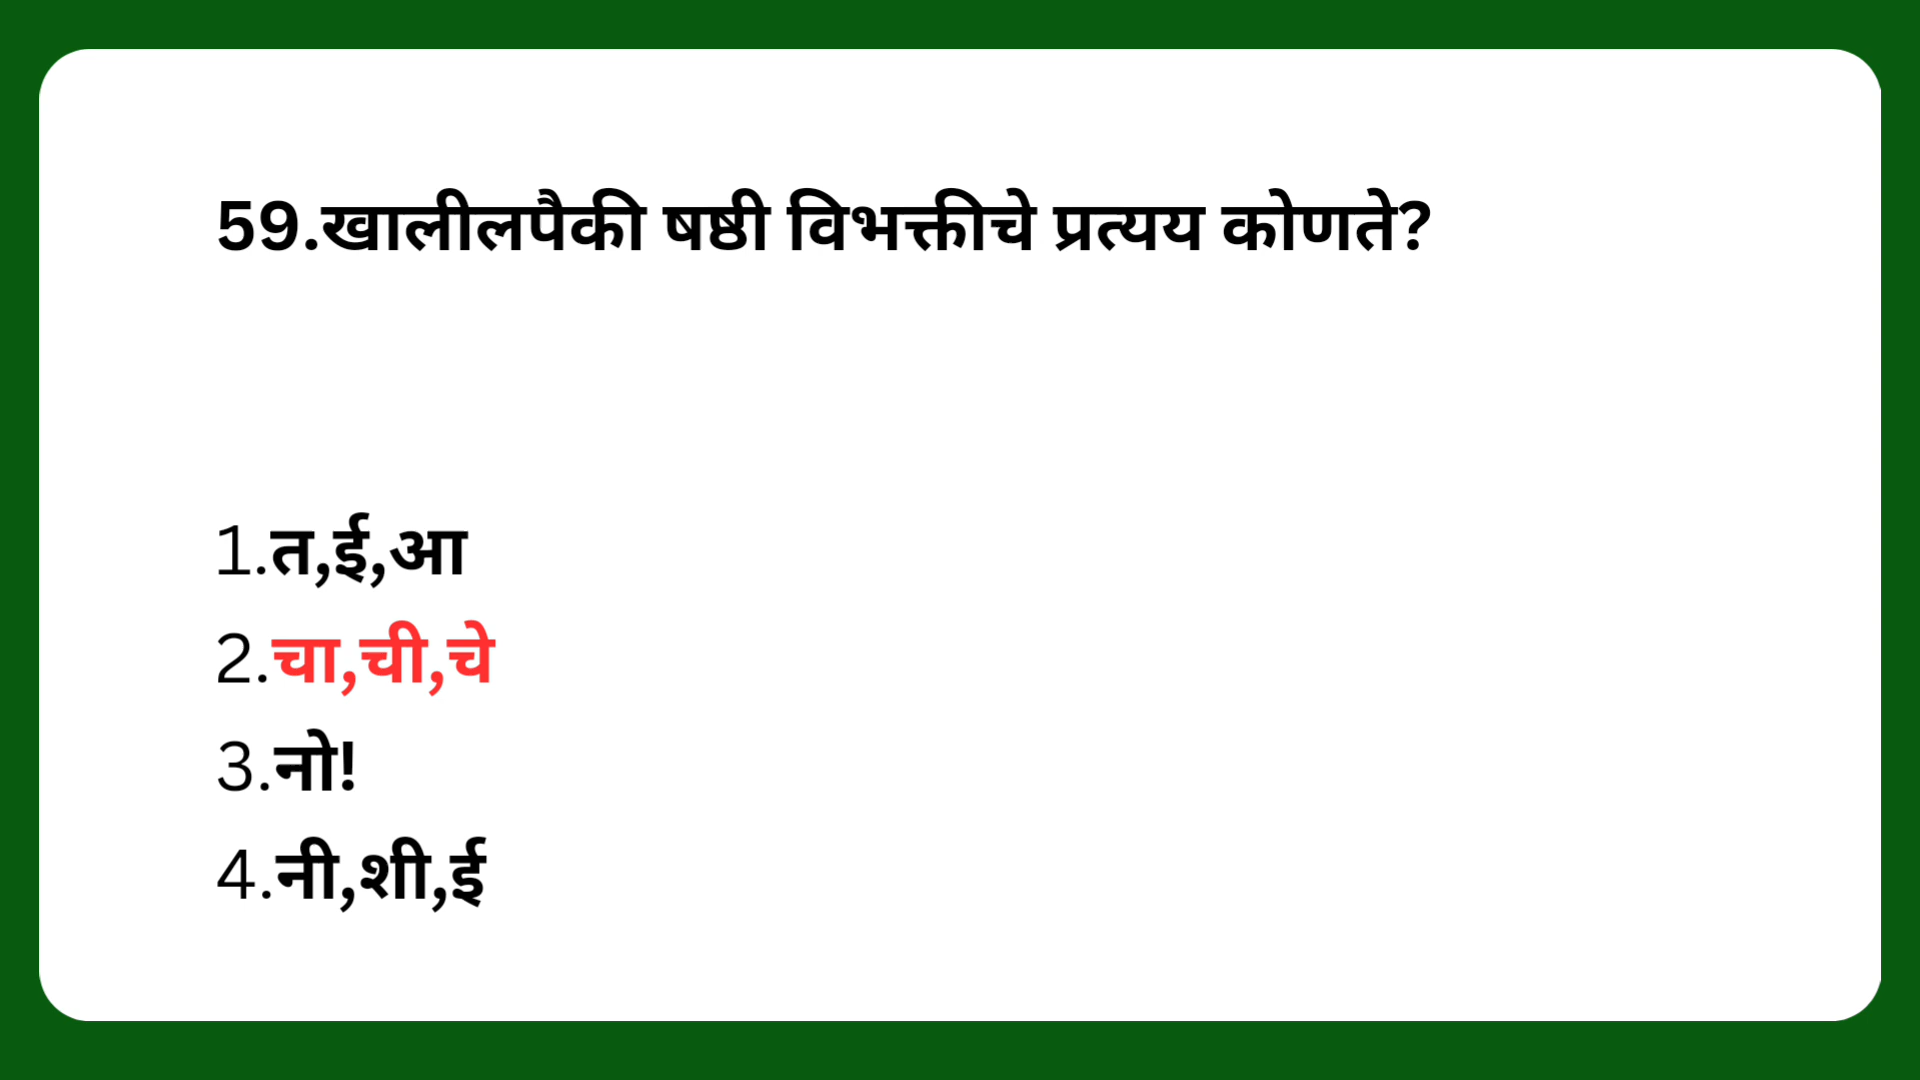 59.खालीलपैकी षष्ठी विभक्तीचे प्रत्यय कोणते?
1.त,ई,आ
2.चा,ची,चे
3.नो!
4.नी,शी,ई